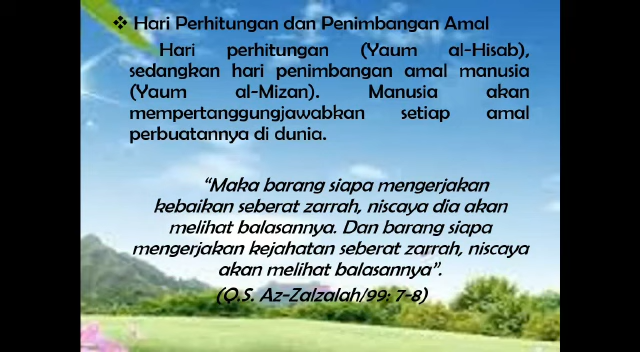 ❖ Hari Perhitungan dan Penimbangan Amal
Hari perhitungan (Yaum al-Hisab),
sedangkan hari penimbangan amal manusia
(Yaum al-Mizan). Manusia akan
mempertanggungjawabkan setiap amal
perbuatannya di dunia.
“Maka barang siapa mengerjakan
kebaikan seberat zarrah, niscaya dia akan
melihat balasannya. Dan barang siapa
mengerjakan kejahatan seberat zarrah, niscaya
akan melihat balasannya”.
(Q.S. Az-Zalzalah/99: 7-8)